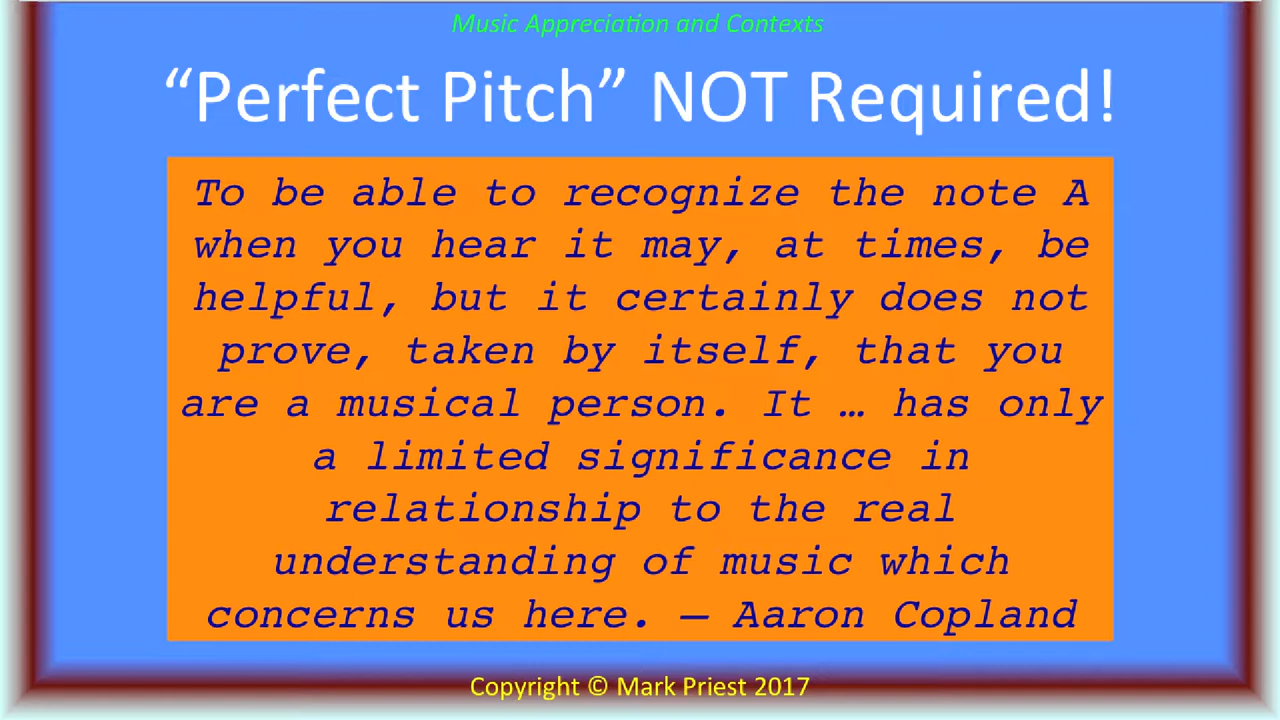 Music Appreciation and Contexts
“Perfect Pitch” NOT Required!
To be able to recognize the note A
when you hear it may, at times, be
helpful, but it certainly does not
prove, taken by itself, that you
are a musical person. It … has only
a limited significance in
relationship to the real
understanding of music which
concerns us here. — Aaron Copland
Copyright © Mark Priest 2017